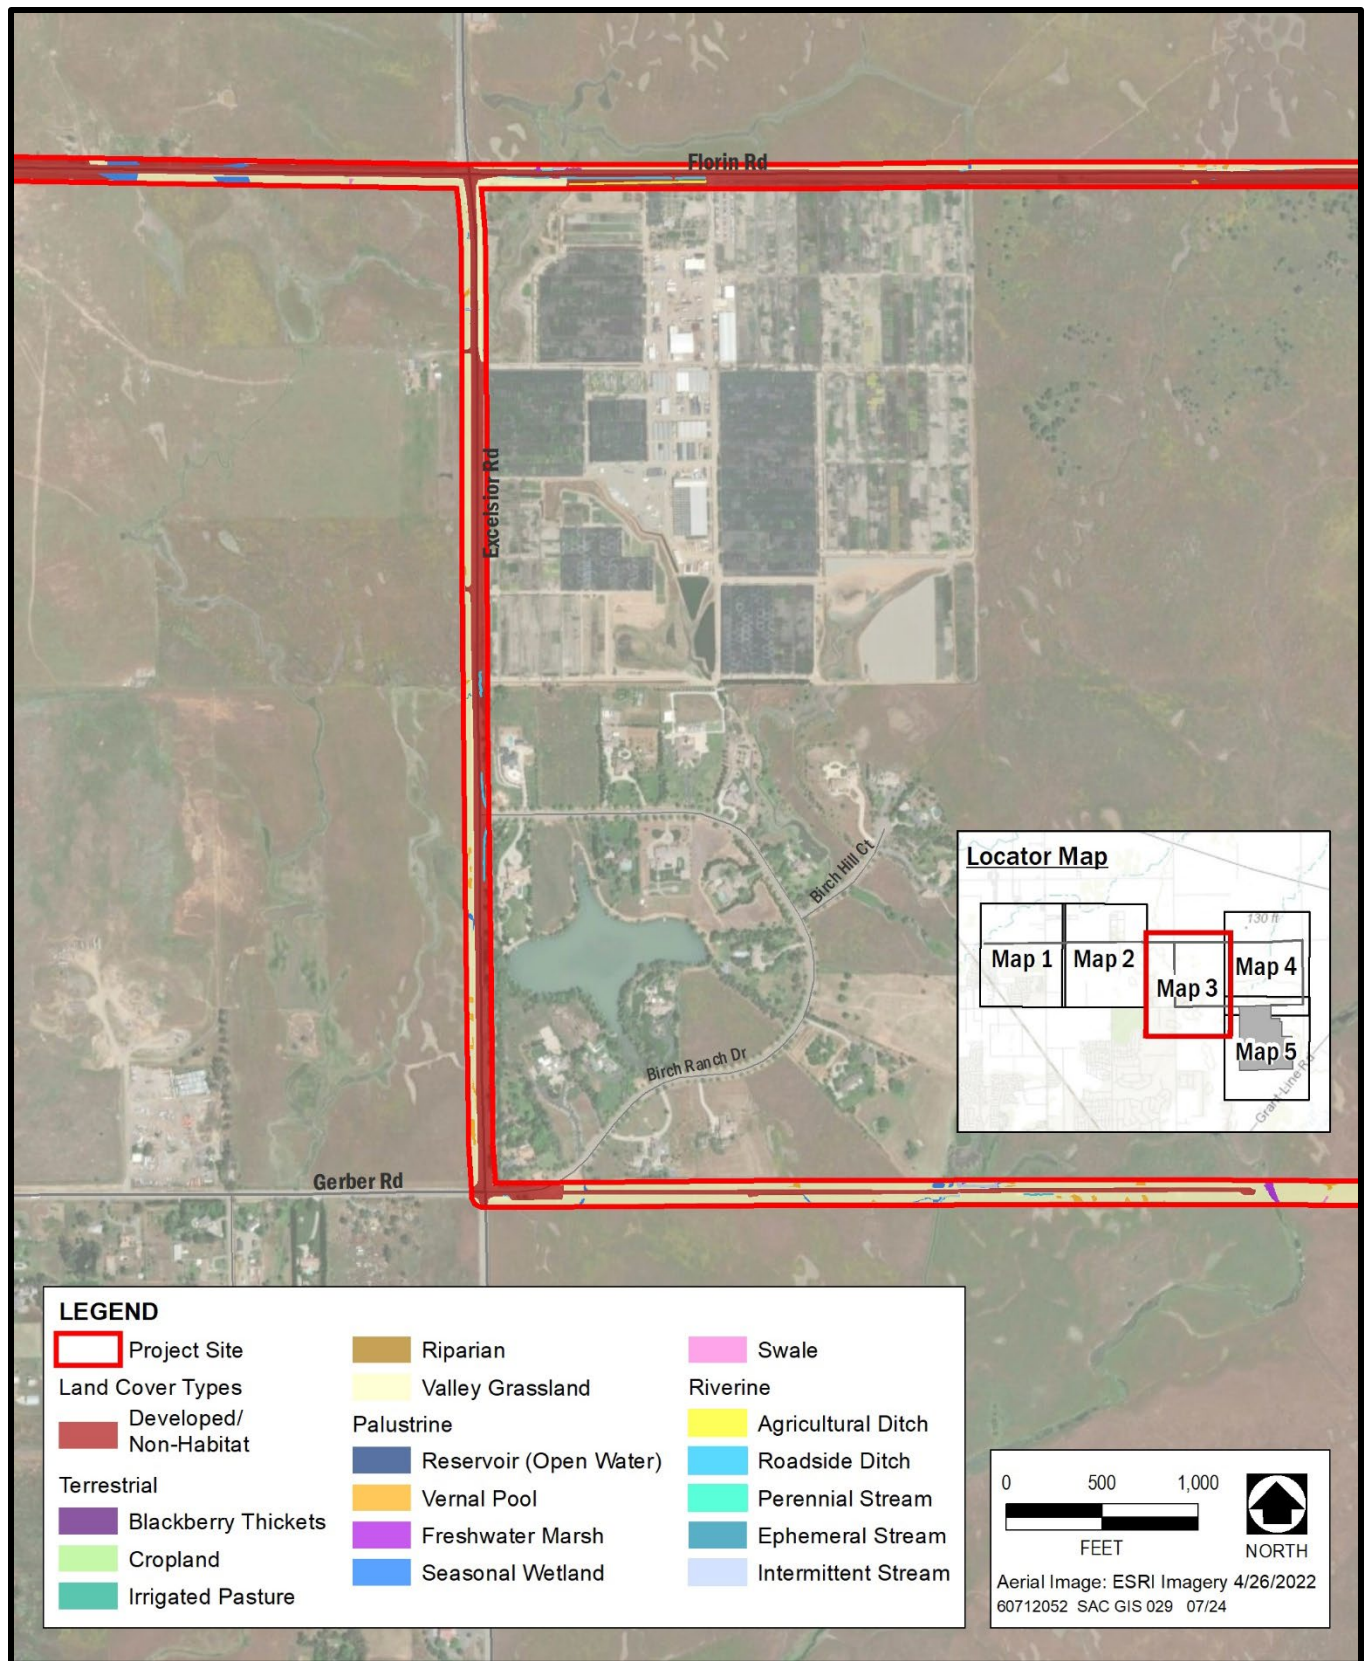 Florin Rd
Excelsior Rd
Birch Hill Ct
Birch Ranch Dr
Gerber Rd
Locator Map
130 ft
Map 1
Map 2
Map 3
Map 4
Map 5
Grant Line Rd
LEGEND
Project Site
Land Cover Types
Developed/
Non-Habitat
Terrestrial
Blackberry Thickets
Cropland
Irrigated Pasture
Riparian
Valley Grassland
Palustrine
Reservoir (Open Water)
Vernal Pool
Freshwater Marsh
Seasonal Wetland
Swale
Riverine
Agricultural Ditch
Roadside Ditch
Perennial Stream
Ephemeral Stream
Intermittent Stream
0 500 1,000
FEET
NORTH
Aerial Image: ESRI Imagery 4/26/2022
60712052 SAC GIS 029 07/24